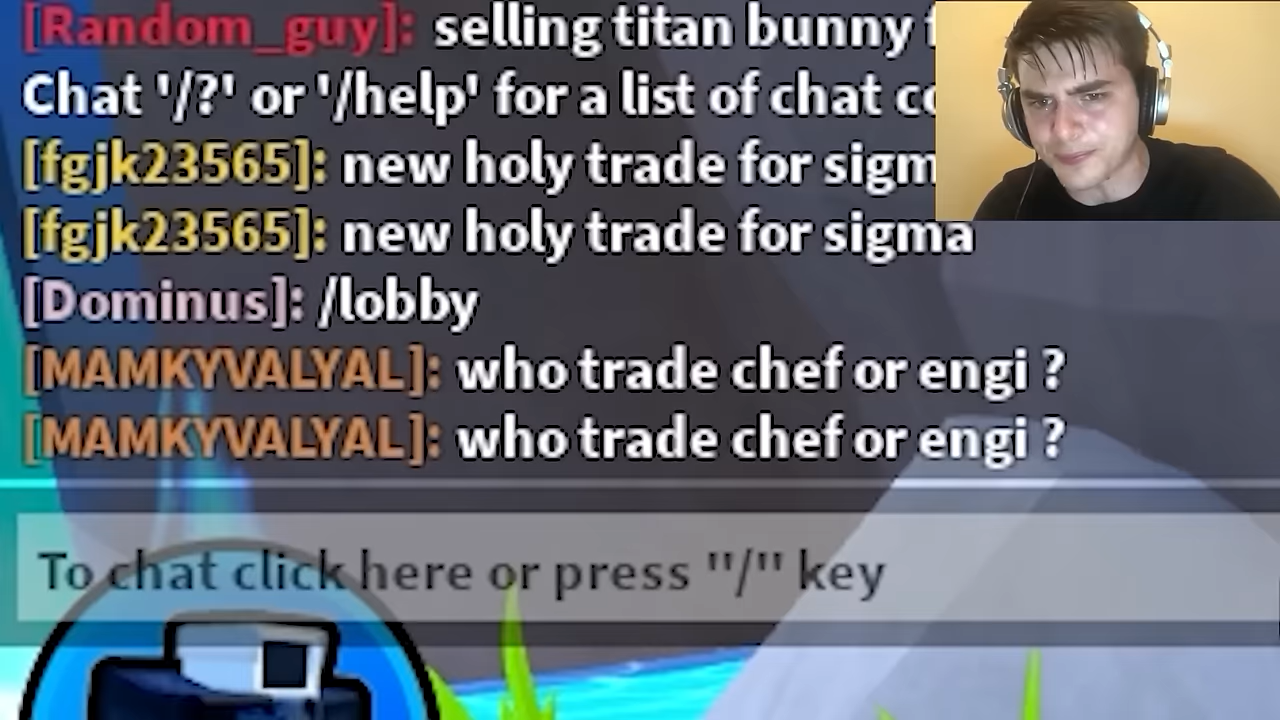 [Random_guy]: selling titan bunny
Chat '/?' or '/help' for a list of chat
[fgjk23565]: new holy trade for sigm
[fgjk23565]: new holy trade for sigma
[Dominus]: /lobby
[MAMKYVALYAL]: who trade chef or engi ?
[MAMKYVALYAL]: who trade chef or engi ?
To chat click here or press "/" key